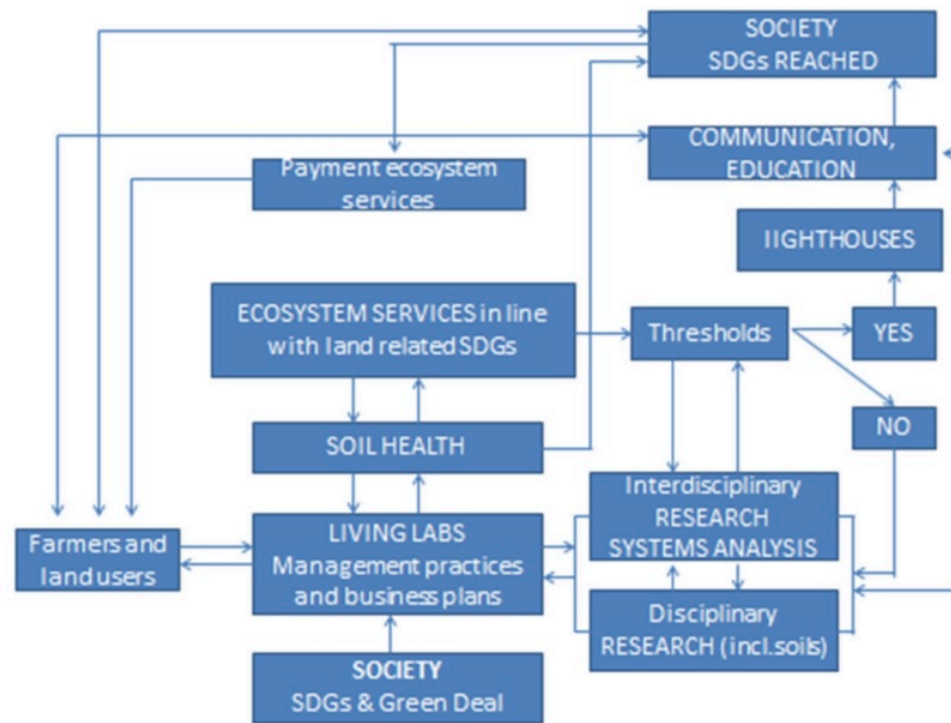 SOCIETY
SDGs REACHED
COMMUNICATION,
EDUCATION
Payment ecosystem
services
IIGHTHOUSES
ECOSYSTEM SERVICES in line
with land related SDGs
Thresholds
YES
NO
SOIL HEALTH
Interdisciplinary
RESEARCH
SYSTEMS ANALYSIS
Farmers and
land users
LIVING LABS
Management practices
and business plans
Disciplinary
RESEARCH (incl.soils)
SOCIETY
SDGs & Green Deal